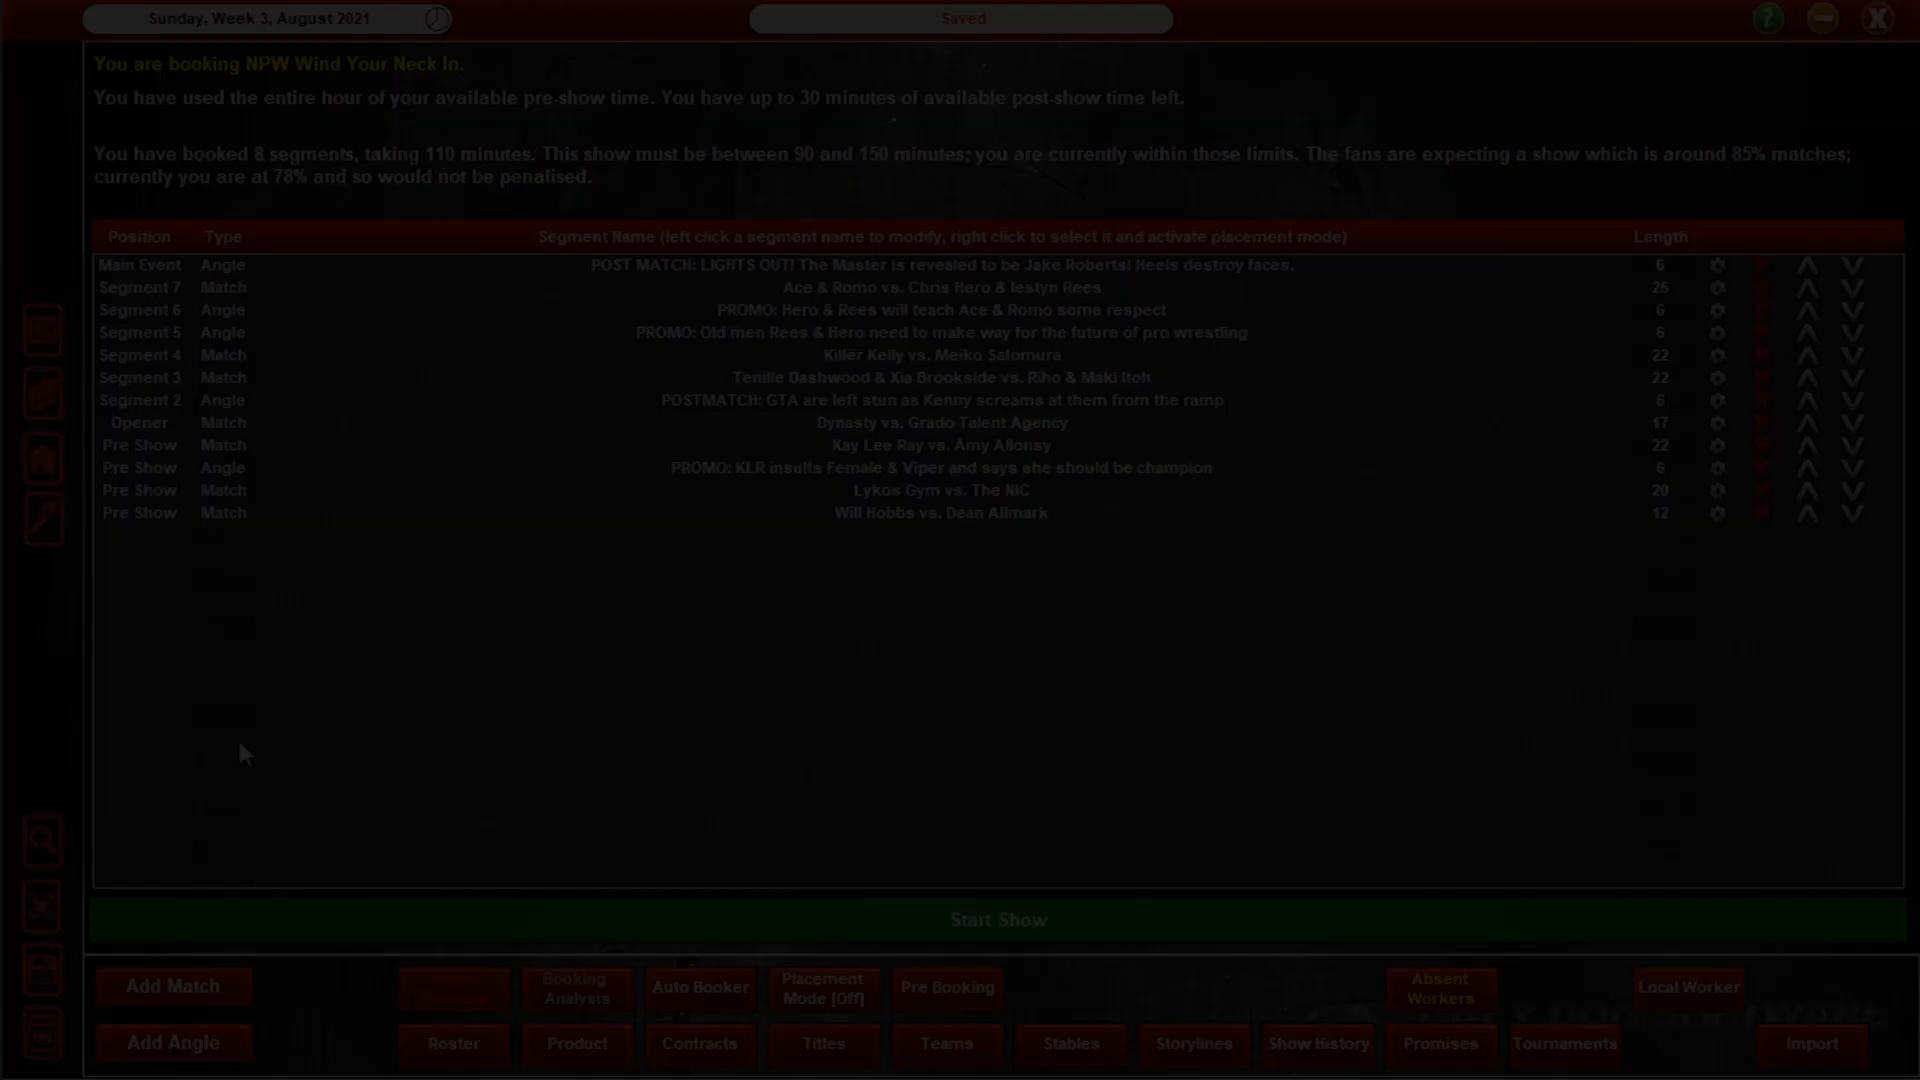 Sunday, Week 3, August 2021
Saved
?
X
You are booking NPW Wind Your Neck In.
You have used the entire hour of your available pre-show time. You have up to 30 minutes of available post-show time left.
You have booked 8 segments, taking 110 minutes. This show must be between 90 and 150 minutes; you are currently within those limits. The fans are expecting a show which is around 85% matches;
currently you are at 78% and so would not be penalised.
Position Type Segment Name (left click a segment name to modify, right click to select it and activate placement mode) Length
Main Event Angle POST MATCH: LIGHTS OUT! The Master is revealed to be Jake Roberts! Heels destroy faces. 6
Segment 7 Match Ace & Romo vs. Chris Hero & Iestyn Rees 25
Segment 6 Angle PROMO: Hero & Rees will teach Ace & Romo some respect 6
Segment 5 Angle PROMO: Old men Rees & Hero need to make way for the future of pro wrestling 6
Segment 4 Match Killer Kelly vs. Meiko Satomura 22
Segment 3 Match Tenille Dashwood & Xia Brookside vs. Riho & Maki Itoh 22
Segment 2 Angle POSTMATCH: GTA are left stun as Kenny screams at them from the ramp 6
Opener Match Dynasty vs. Grado Talent Agency 17
Pre Show Match Kay Lee Ray vs. Amy Allonsy 22
Pre Show Angle PROMO: KLR insults Female & Viper and says she should be champion 6
Pre Show Match Lykos Gym vs. The NIC 20
Pre Show Match Will Hobbs vs. Dean Allmark 12
Start Show
Add Match
Booking Analysis
Auto Booker
Placement Mode [Off]
Pre Booking
Absent Workers
Local Worker
Add Angle
Roster
Product
Contracts
Titles
Teams
Stables
Storylines
Show History
Promises
Tournaments
Import